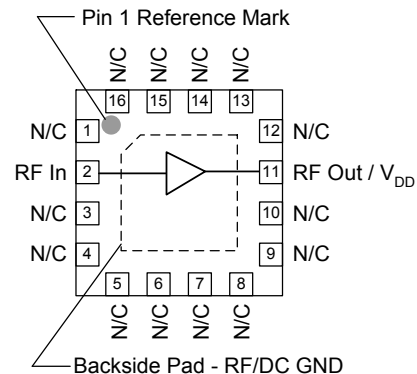 Pin 1 Reference Mark
N/C N/C N/C N/C
16 15 14 13
N/C 1 12 N/C
RF In 2 11 RF Out / VDD
N/C 3 10 N/C
N/C 4 9 N/C
5 6 7 8
N/C N/C N/C N/C
Backside Pad - RF/DC GND